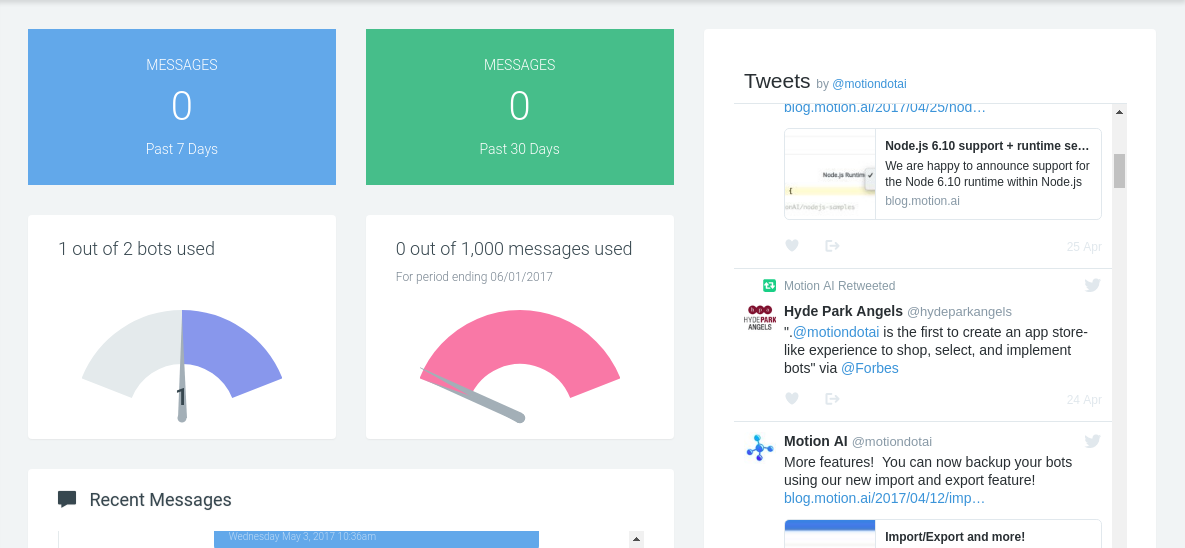 MESSAGES
0
Past 7 Days
MESSAGES
0
Past 30 Days
1 out of 2 bots used
1
0 out of 1,000 messages used
For period ending 06/01/2017
Recent Messages
Wednesday May 3, 2017 10:36am
Tweets by @motiondotai
blog.motion.ai/2017/04/25/nod…
Node.js Runtime
{
onAI/nodejs-samples
Node.js 6.10 support + runtime se…
We are happy to announce support for
the Node 6.10 runtime within Node.js
blog.motion.ai
25 Apr
Motion AI Retweeted
hpa
HYDEPARK
ANGELS
Hyde Park Angels @hydeparkangels
".@motiondotai is the first to create an app store-
like experience to shop, select, and implement
bots" via @Forbes
24 Apr
Motion AI @motiondotai
More features!  You can now backup your bots
using our new import and export feature!
blog.motion.ai/2017/04/12/imp…
Import/Export and more!